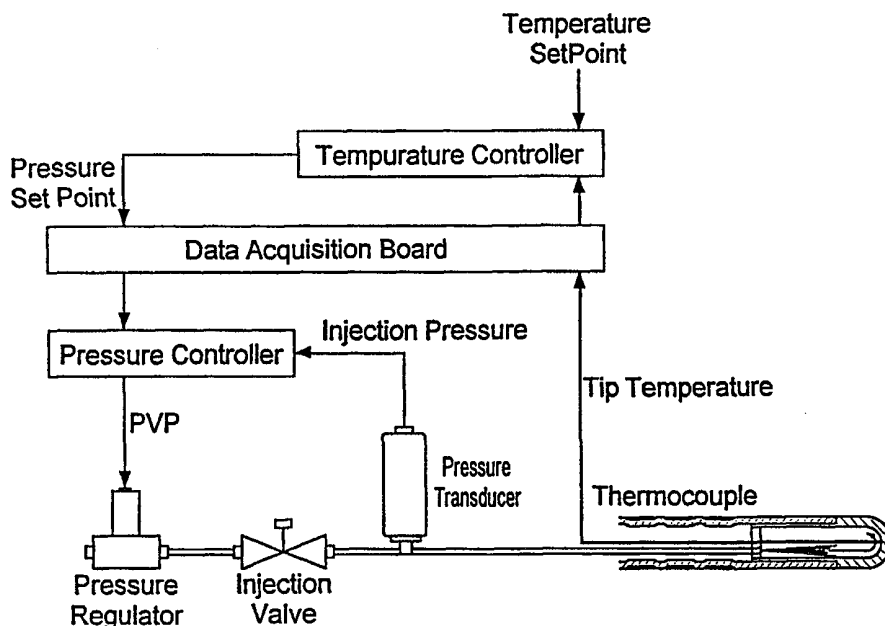 Temperature
SetPoint
Tempurature Controller
Pressure
Set Point
Data Acquisition Board
Injection Pressure
Pressure Controller
Tip Temperature
PVP
Pressure
Transducer
Thermocouple
Pressure
Regulator
Injection
Valve